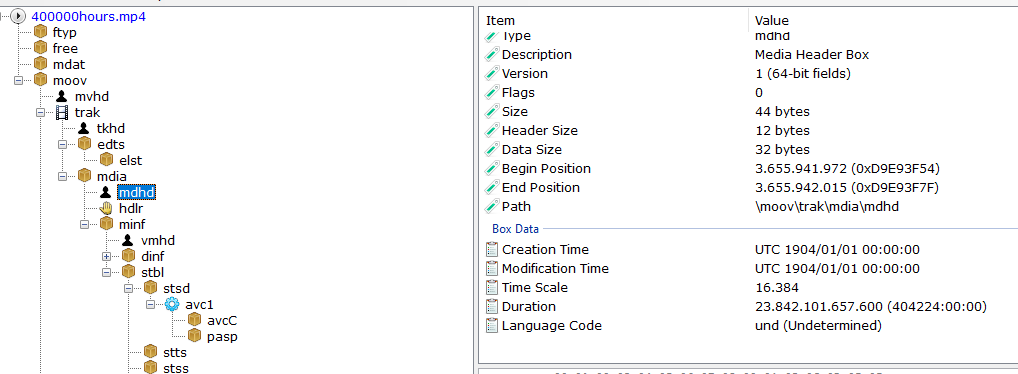 400000hours.mp4
ftyp
free
mdat
moov
mvhd
trak
tkhd
edts
elst
mdia
mdhd
hdlr
minf
vmhd
dinf
stbl
stsd
avc1
avcC
pasp
stts
stss
Item Value
Type mdhd
Description Media Header Box
Version 1 (64-bit fields)
Flags 0
Size 44 bytes
Header Size 12 bytes
Data Size 32 bytes
Begin Position 3.655.941.972 (0xD9E93F54)
End Position 3.655.942.015 (0xD9E93F7F)
Path \moov\trak\mdia\mdhd
Box Data
Creation Time UTC 1904/01/01 00:00:00
Modification Time UTC 1904/01/01 00:00:00
Time Scale 16.384
Duration 23.842.101.657.600 (404224:00:00)
Language Code und (Undetermined)